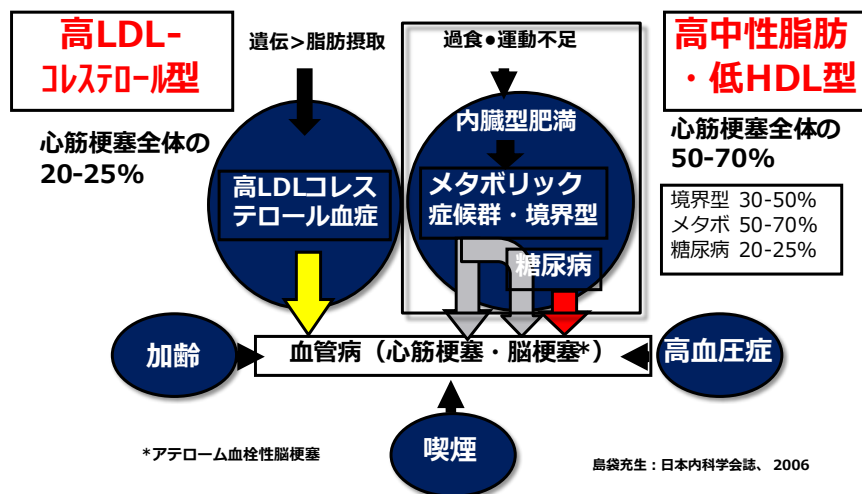 高LDL-
コレステロール型
遺伝>脂肪摂取
過食●運動不足
高中性脂肪
・低HDL型
心筋梗塞全体の
20-25%
内臓型肥満
心筋梗塞全体の
50-70%
高LDLコレス
テロール血症
メタボリック
症候群・境界型
境界型 30-50%
メタボ 50-70%
糖尿病 20-25%
糖尿病
加齢
血管病（心筋梗塞・脳梗塞*）
高血圧症
喫煙
*アテローム血栓性脳梗塞
島袋充生：日本内科学会誌、2006